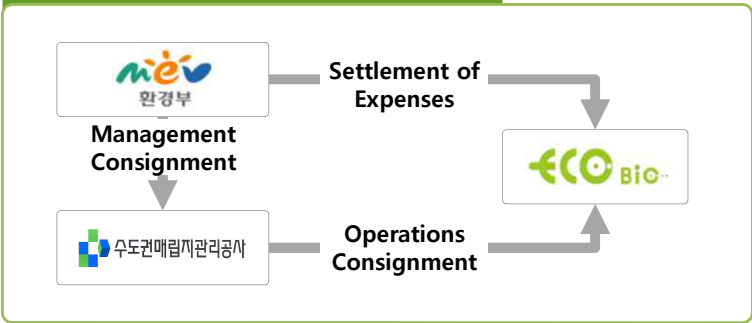 mev
환경부
Settlement of
Expenses
Management
Consignment
ECO BiO
수도권매립지관리공사
Operations
Consignment